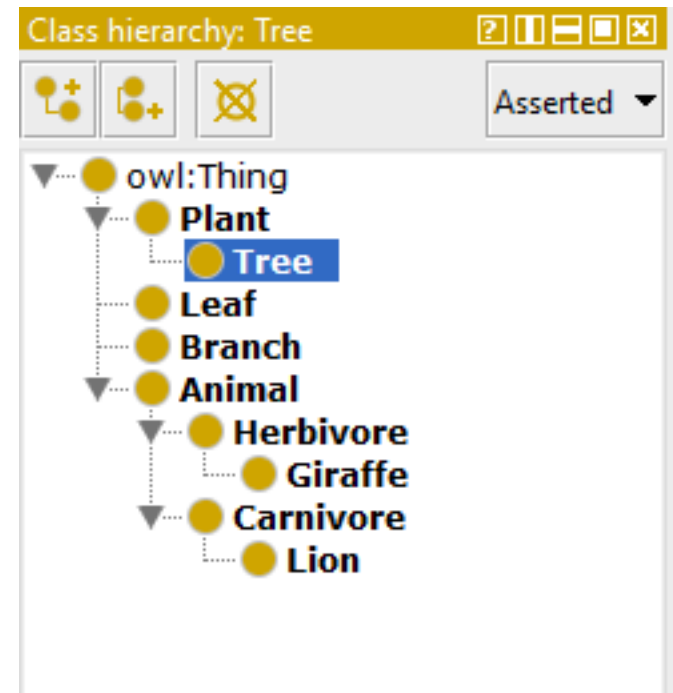 Class hierarchy: Tree
Asserted
owl:Thing
Plant
Tree
Leaf
Branch
Animal
Herbivore
Giraffe
Carnivore
Lion